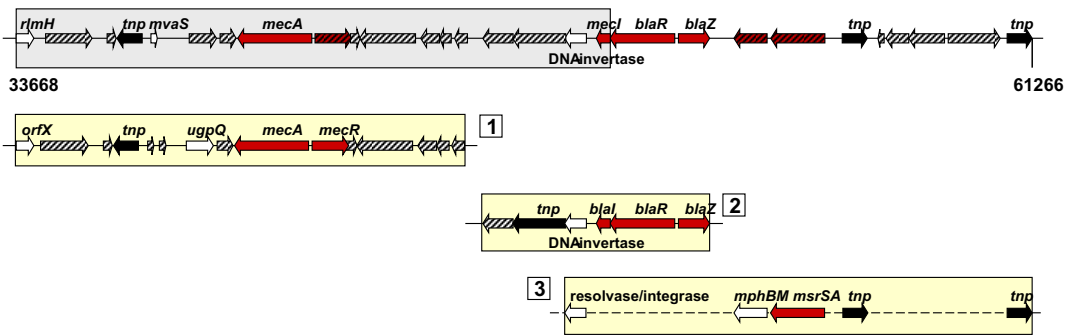 rlmH tnp mvaS mecA mecI blaR blaZ tnp tnp
DNAinvertase
33668 61266
orfX tnp ugpQ mecA mecR 1
tnp blaI blaR blaZ 2
DNAinvertase
3 resolvase/integrase mphBM msrSA tnp tnp